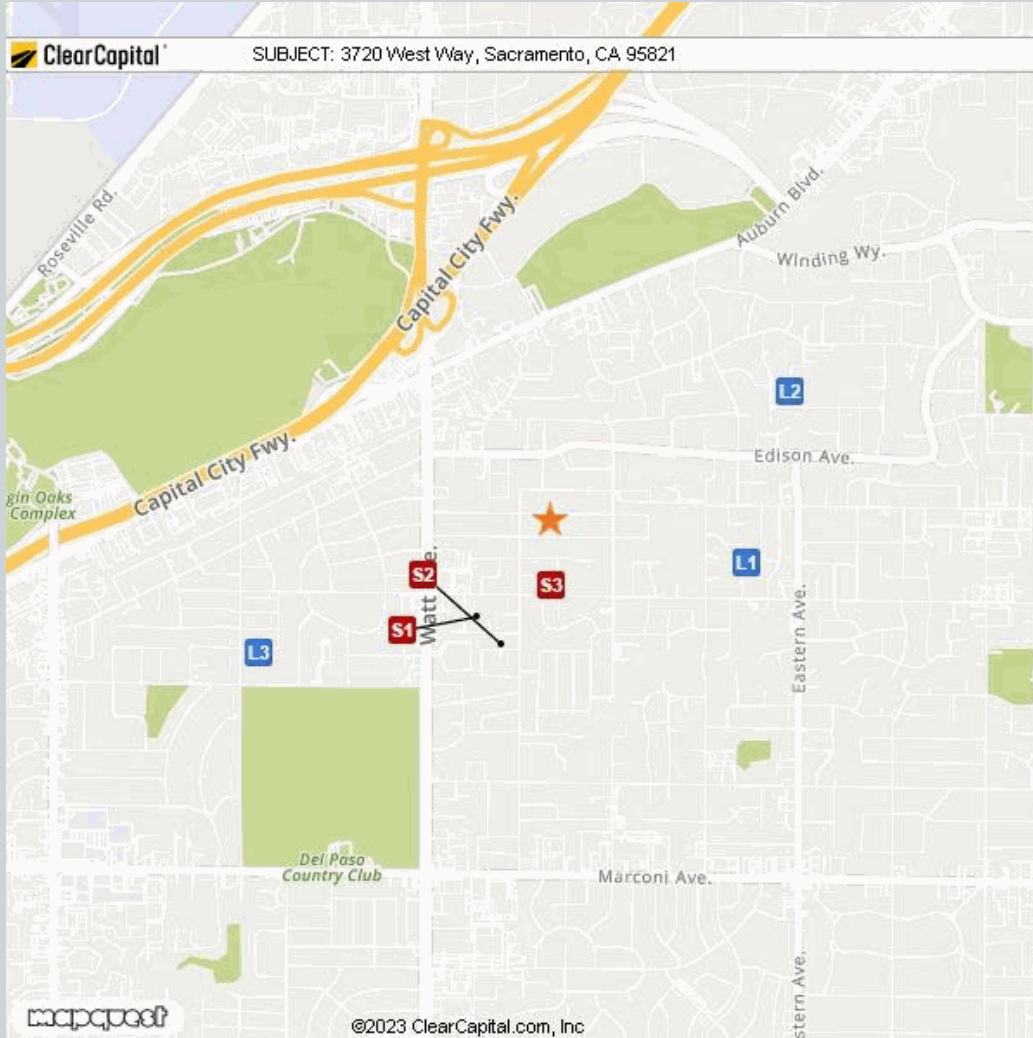 ClearCapital
SUBJECT: 3720 West Way, Sacramento, CA 95821
Roseville Rd.
Auburn Blvd.
Winding Wy.
Capital City Fwy.
L2
Capital City Fwy.
Edison Ave.
gin Oaks
Complex
S2
e.
S3
L1
S1
Watt
L3
Eastern Ave.
Del Paso
Country Club
Marconi Ave.
stern Ave.
mapquest
©2023 ClearCapital.com, Inc